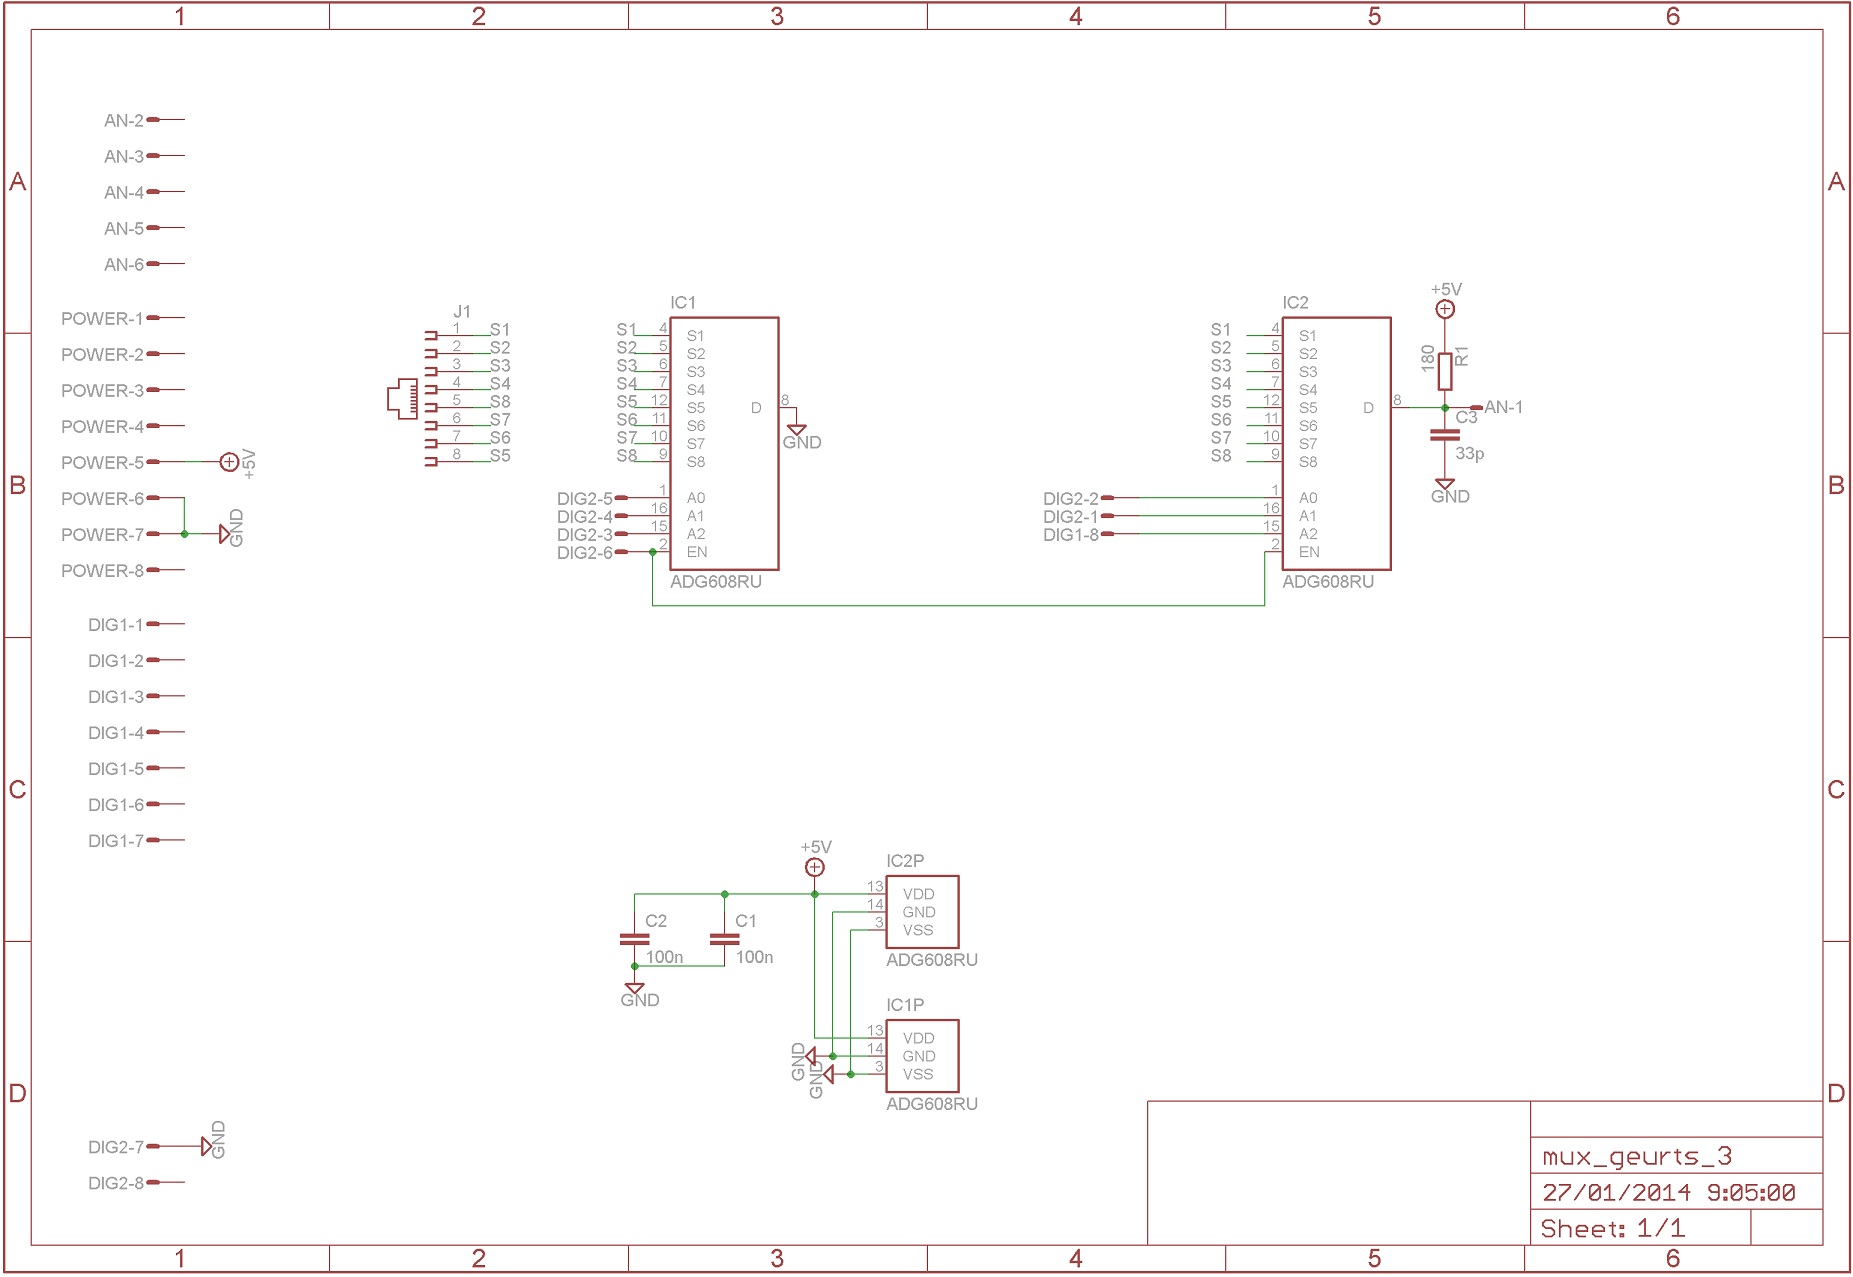 1 2 3 4 5 6
A A
B B
C C
D D
AN-2
AN-3
AN-4
AN-5
AN-6
POWER-1
POWER-2
POWER-3
POWER-4
POWER-5 +5V
POWER-6
POWER-7 GND
POWER-8
DIG1-1
DIG1-2
DIG1-3
DIG1-4
DIG1-5
DIG1-6
DIG1-7
DIG2-7 GND
DIG2-8
J1
1 S1
2 S2
3 S3
4 S4
5 S8
6 S7
7 S6
8 S5
IC1
S1 4 S1
S2 5 S2
S3 6 S3
S4 7 S4
S5 12 S5 D 8
S6 11 S6
S7 10 S7
S8 9 S8
GND
DIG2-5 1 A0
DIG2-4 16 A1
DIG2-3 15 A2
DIG2-6 2 EN
ADG608RU
IC2
S1 4 S1
S2 5 S2
S3 6 S3
S4 7 S4
S5 12 S5 D 8
S6 11 S6
S7 10 S7
S8 9 S8
DIG2-2 1 A0
DIG2-1 16 A1
DIG1-8 15 A2
2 EN
ADG608RU
+5V
180 R1
AN-1
C3
33p
GND
+5V
C2 C1
100n 100n
GND
IC2P
13 VDD
14 GND
3 VSS
ADG608RU
IC1P
13 VDD
GND 14 GND
GND 3 VSS
ADG608RU
mux_geurts_3
27/01/2014 9:05:00
Sheet: 1/1
1 2 3 4 5 6